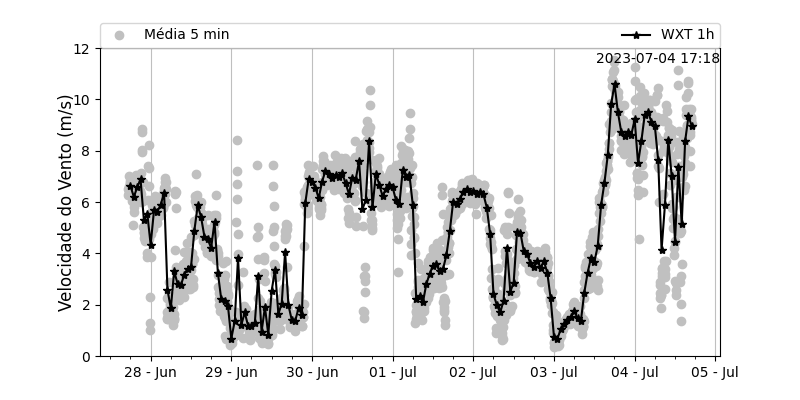 Média 5 min
WXT 1h
2023-07-04 17:18
Velocidade do Vento (m/s)
12
10
8
6
4
2
0
28 - Jun
29 - Jun
30 - Jun
01 - Jul
02 - Jul
03 - Jul
04 - Jul
05 - Jul